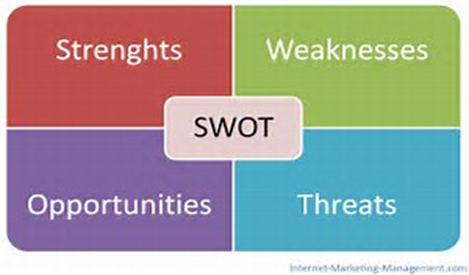 Strenghts
Weaknesses
SWOT
Opportunities
Threats
Internet-Marketing-Management.com